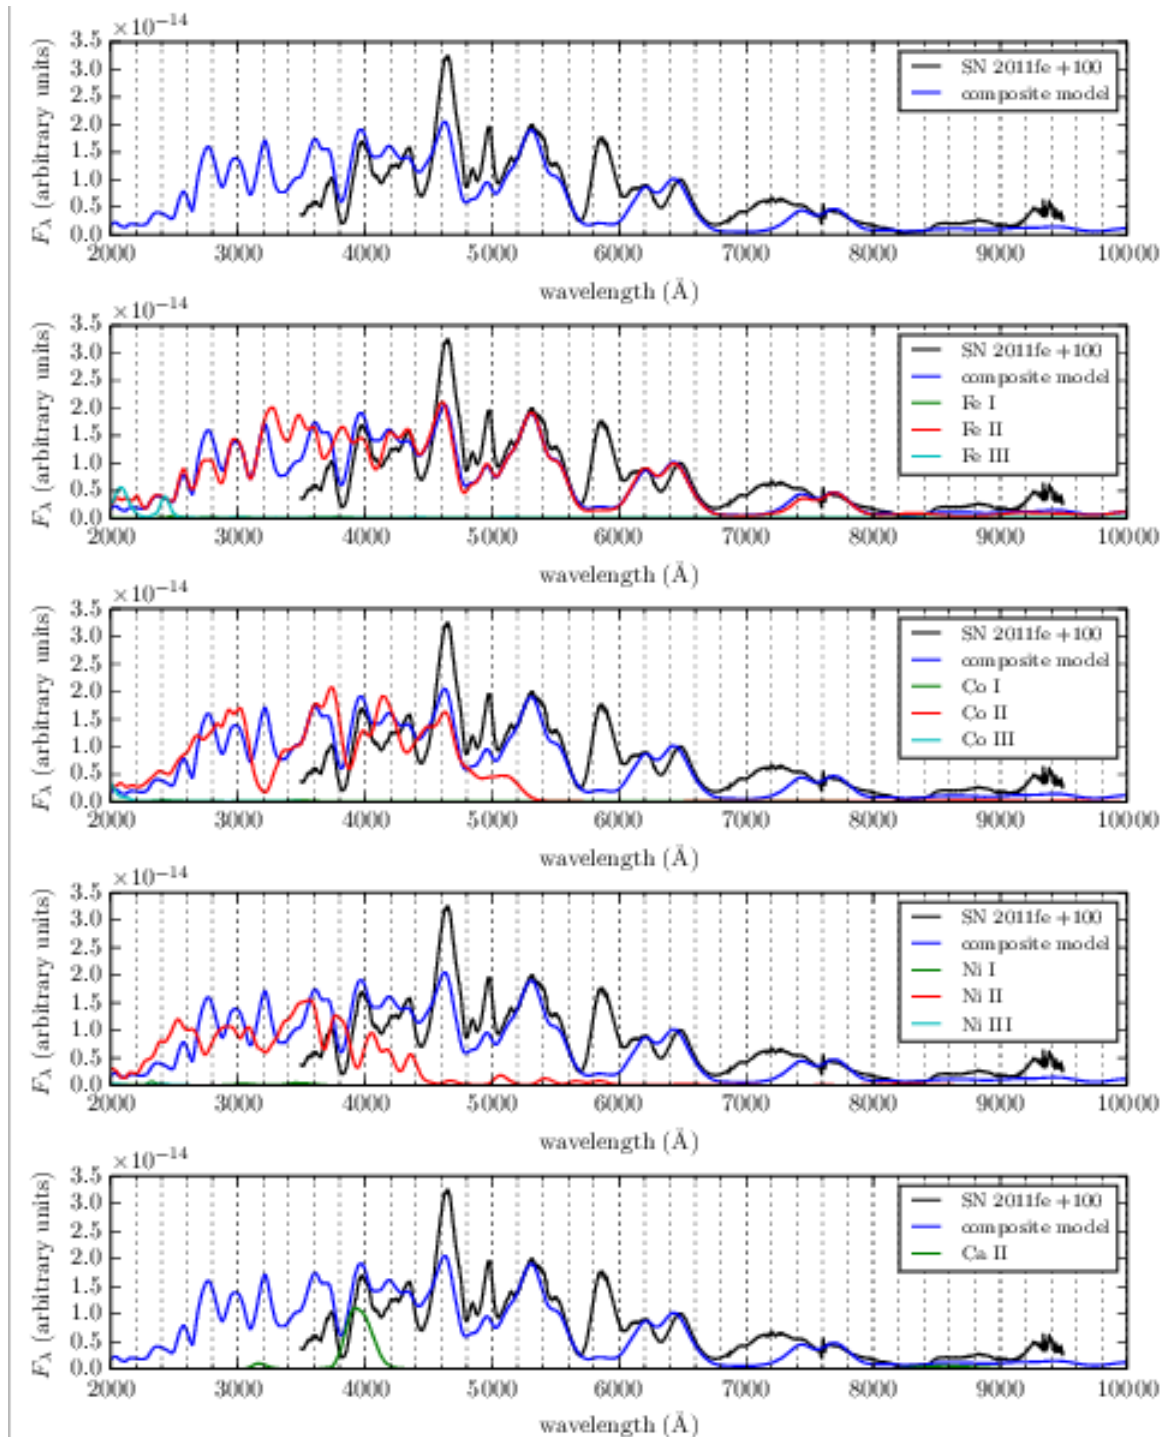 ×10⁻¹⁴
3.5
3.0
2.5
2.0
1.5
1.0
0.5
0.0
F_λ (arbitrary units)
SN 2011fe +100
composite model
2000 3000 4000 5000 6000 7000 8000 9000 10000
wavelength (Å)
×10⁻¹⁴
3.5
3.0
2.5
2.0
1.5
1.0
0.5
0.0
F_λ (arbitrary units)
SN 2011fe +100
composite model
Fe I
Fe II
Fe III
2000 3000 4000 5000 6000 7000 8000 9000 10000
wavelength (Å)
×10⁻¹⁴
3.5
3.0
2.5
2.0
1.5
1.0
0.5
0.0
F_λ (arbitrary units)
SN 2011fe +100
composite model
Co I
Co II
Co III
2000 3000 4000 5000 6000 7000 8000 9000 10000
wavelength (Å)
×10⁻¹⁴
3.5
3.0
2.5
2.0
1.5
1.0
0.5
0.0
F_λ (arbitrary units)
SN 2011fe +100
composite model
Ni I
Ni II
Ni III
2000 3000 4000 5000 6000 7000 8000 9000 10000
wavelength (Å)
×10⁻¹⁴
3.5
3.0
2.5
2.0
1.5
1.0
0.5
0.0
F_λ (arbitrary units)
SN 2011fe +100
composite model
Ca II
2000 3000 4000 5000 6000 7000 8000 9000 10000
wavelength (Å)